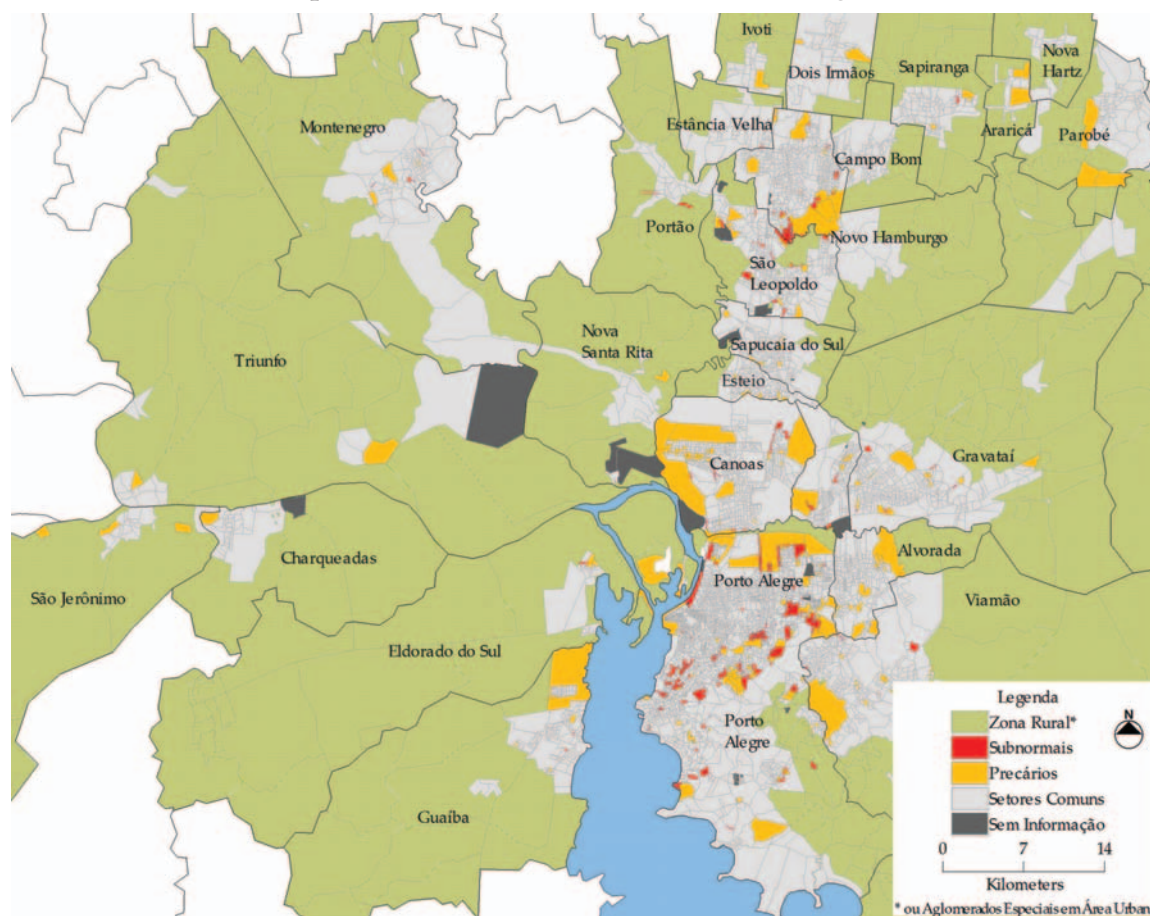 Ivoti
Dois Irmãos
Sapiranga
Nova
Hartz
Montenegro
Estância Velha
Araricá
Parobé
Campo Bom
Portão
Novo Hamburgo
São
Leopoldo
Nova
Santa Rita
Sapucaia do Sul
Triunfo
Esteio
Canoas
Gravataí
Charqueadas
Alvorada
Porto Alegre
São Jerônimo
Viamão
Eldorado do Sul
Porto
Alegre
Guaíba
Legenda
Zona Rural*
Subnormais
Precários
Setores Comuns
Sem Informação
N
0 7 14
Kilometers
* ou Aglomerados Especiais em Área Urban